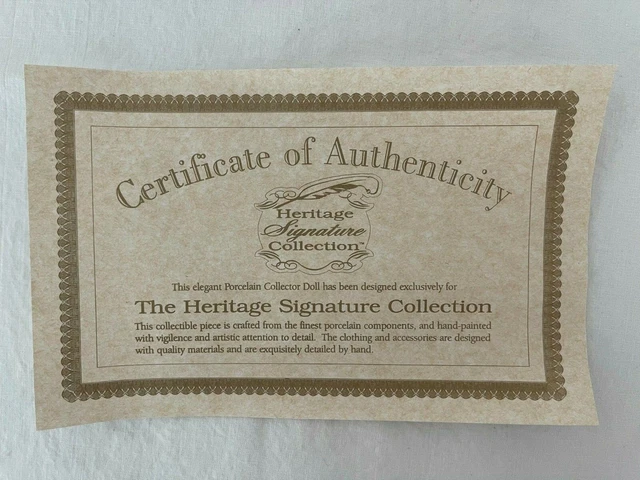 Certificate of Authenticity
Heritage
Signature
Collection™
This elegant Porcelain Collector Doll has been designed exclusively for
The Heritage Signature Collection
This collectible piece is crafted from the finest porcelain components, and hand-painted
with vigilence and artistic attention to detail. The clothing and accessories are designed
with quality materials and are exquisitely detailed by hand.